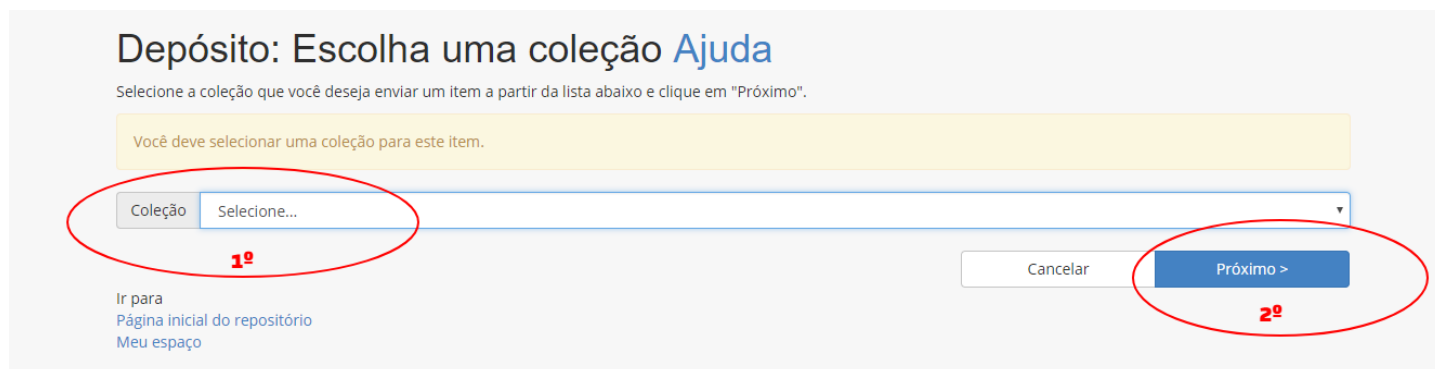 Depósito: Escolha uma coleção Ajuda
Selecione a coleção que você deseja enviar um item a partir da lista abaixo e clique em "Próximo".
Você deve selecionar uma coleção para este item.
Coleção Selecione...
1º
Cancelar Próximo >
2º
Ir para
Página inicial do repositório
Meu espaço